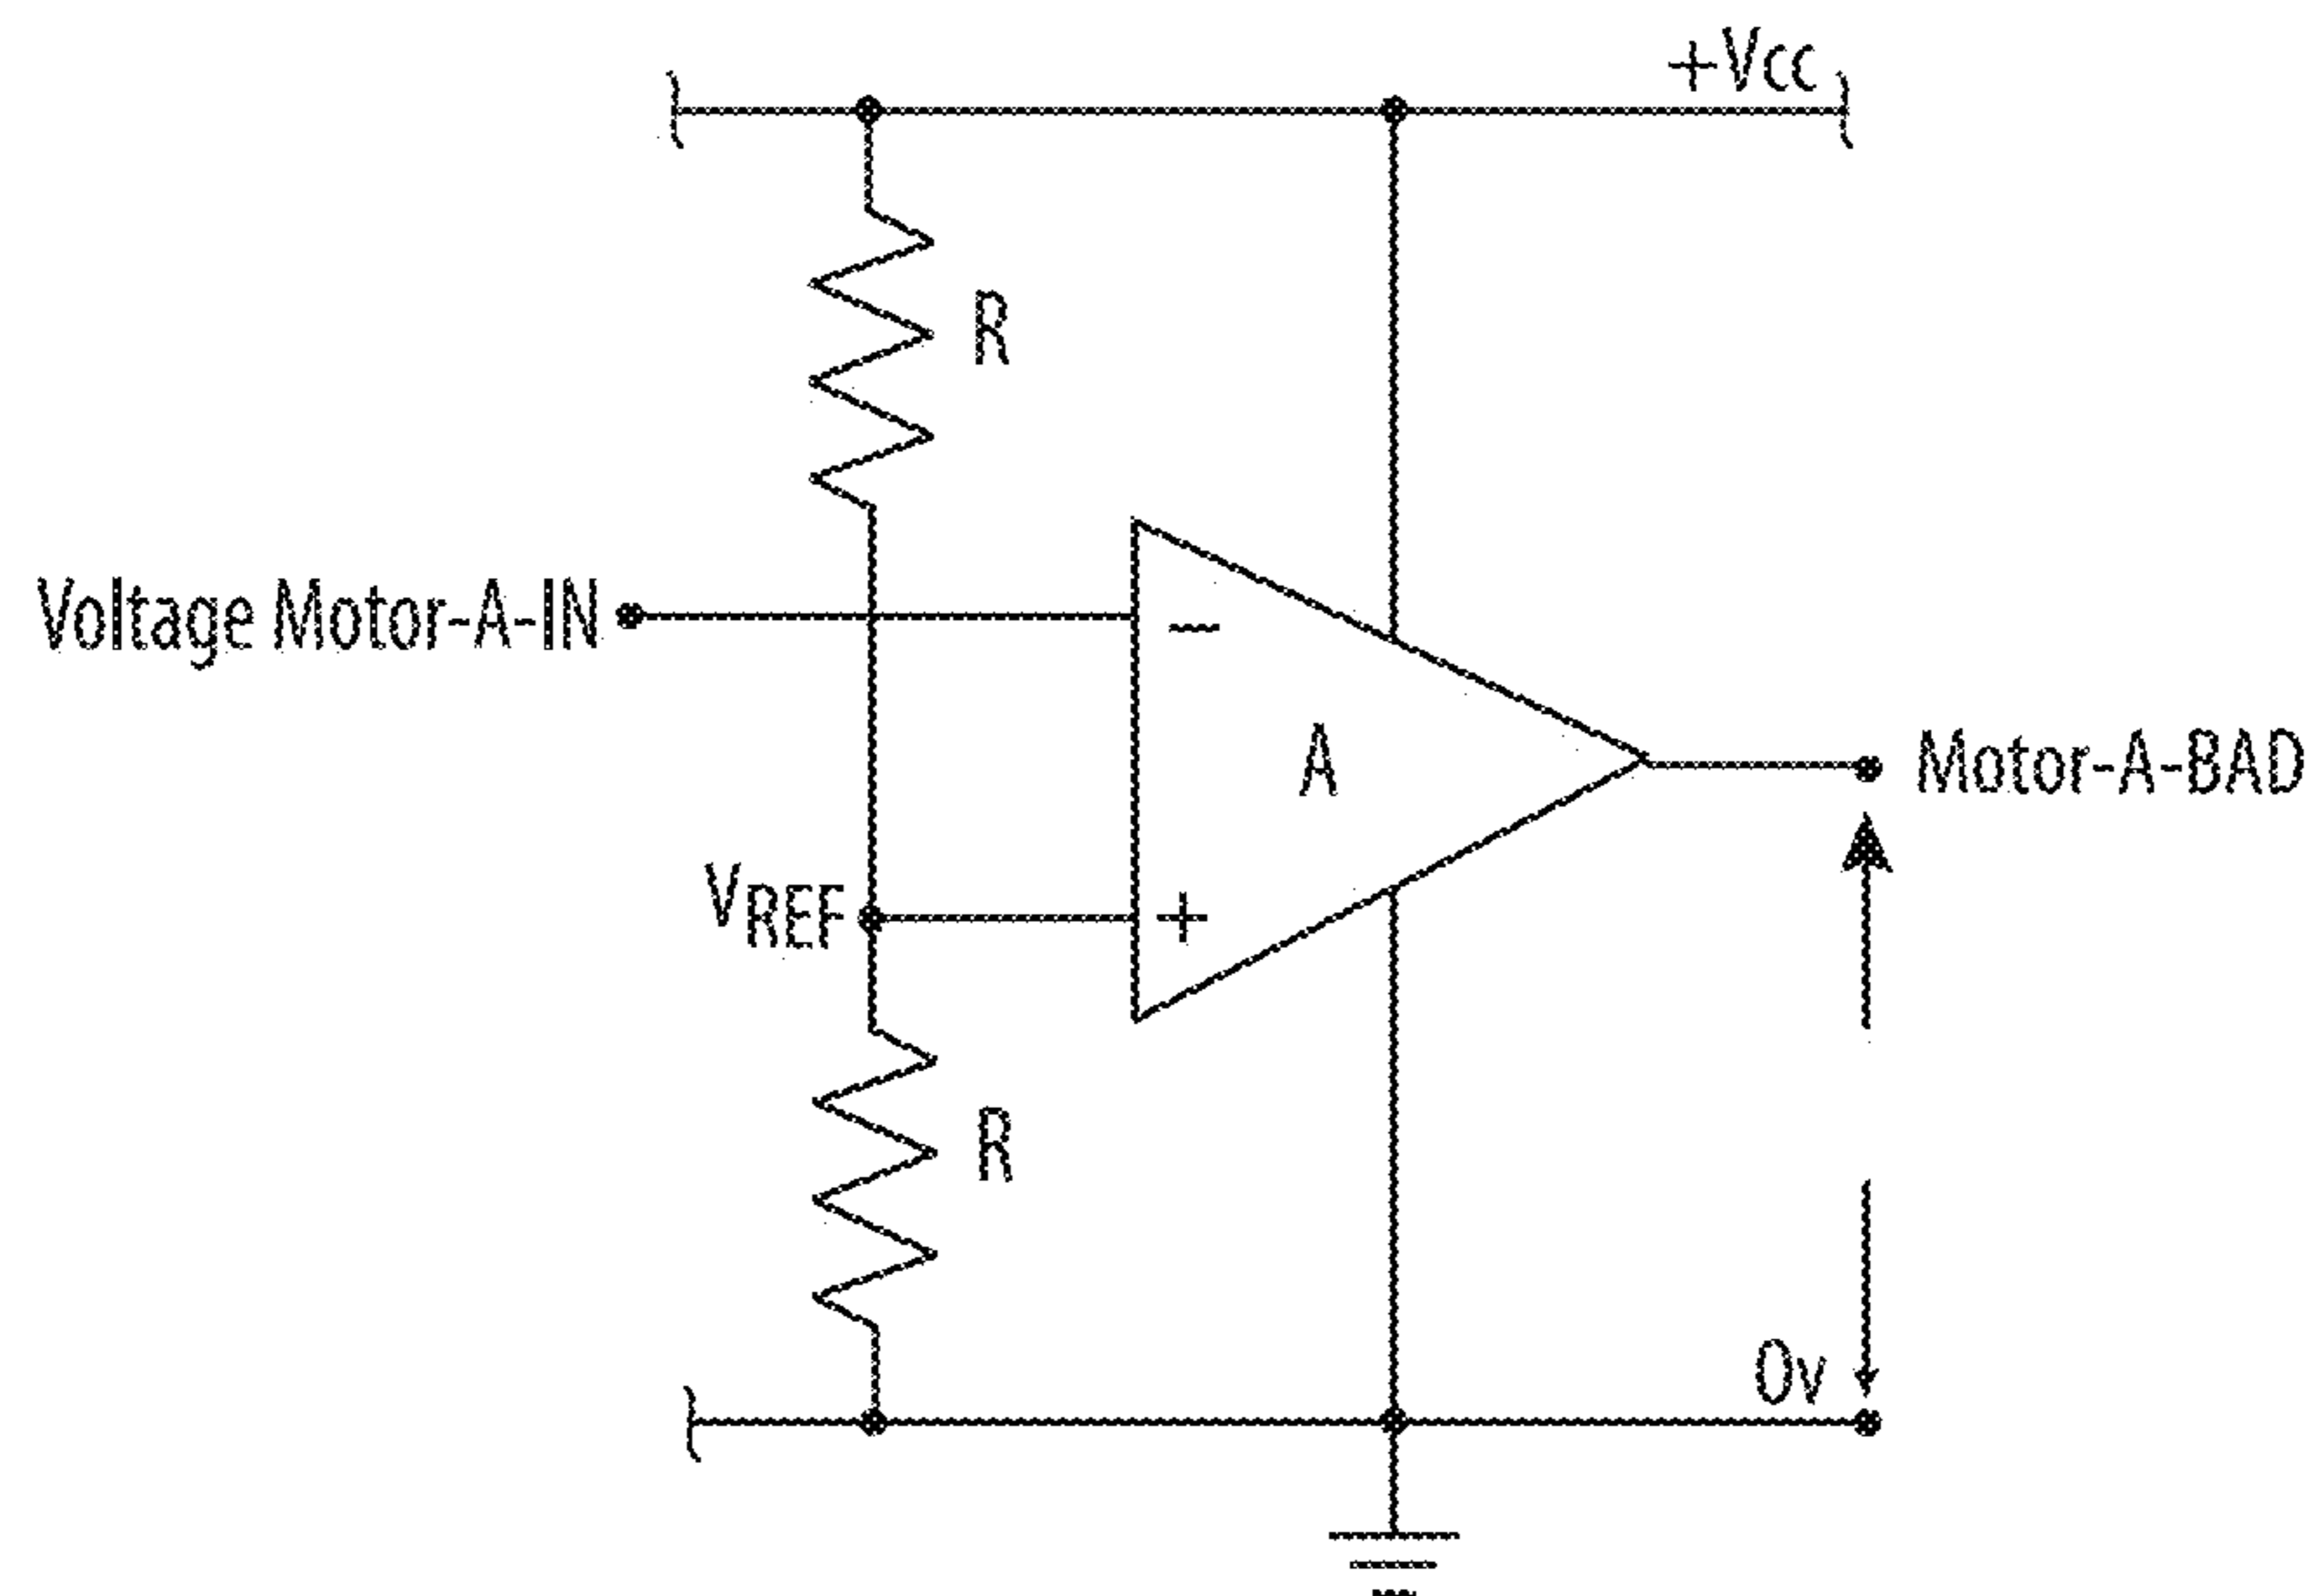 +Vcc
R
Voltage Motor-A-IN
−
A
Motor-A-BAD
VREF
+
R
0v